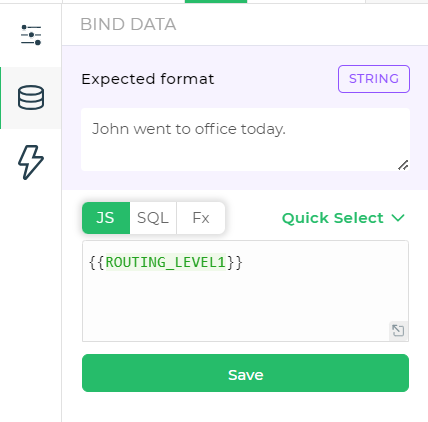 BIND DATA
Expected format
STRING
John went to office today.
JS SQL Fx
Quick Select
{{ROUTING_LEVEL1}}
Save